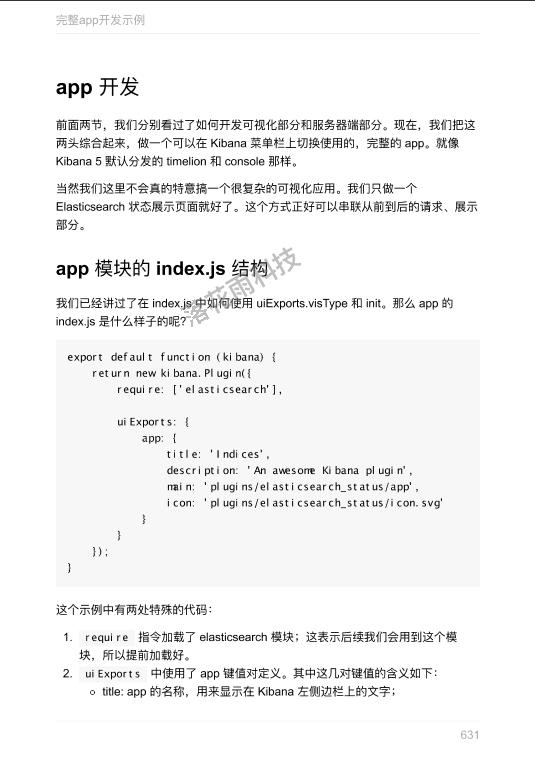 完整app开发示例
app 开发
前面两节，我们分别看过了如何开发可视化部分和服务器端部分。现在，我们把这
两头综合起来，做一个可以在 Kibana 菜单栏上切换使用的，完整的 app。就像
Kibana 5 默认分发的 timelion 和 console 那样。
当然我们这里不会真的特意搞一个很复杂的可视化应用。我们只做一个
Elasticsearch 状态展示页面就好了。这个方式正好可以串联从前到后的请求、展示
部分。
app 模块的 index.js 结构
我们已经讲过了在 index.js 中如何使用 uiExports.visType 和 init。那么 app 的
index.js 是什么样子的呢？
export default function (kibana) {
return new kibana.Plugin({
require: ['elasticsearch'],
uiExports: {
app: {
title: 'Indices',
description: 'An awesome Kibana plugin',
main: 'plugins/elasticsearch_status/app',
icon: 'plugins/elasticsearch_status/icon.svg'
}
}
});
}
这个示例中有两处特殊的代码：
1. require 指令加载了 elasticsearch 模块；这表示后续我们会用到这个模
块，所以提前加载好。
2. uiExports 中使用了 app 键值对定义。其中这几对键值的含义如下：
○ title: app 的名称，用来显示在 Kibana 左侧边栏上的文字；
631
洛花雨科技